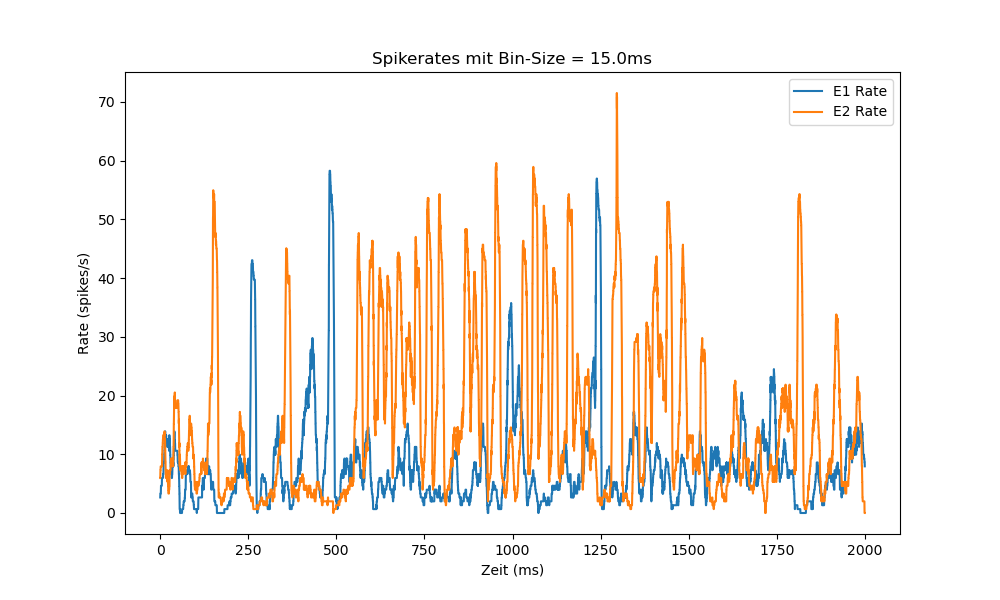 Spikerates mit Bin-Size = 15.0ms
E1 Rate
E2 Rate
Rate (spikes/s)
70
60
50
40
30
20
10
0
0 250 500 750 1000 1250 1500 1750 2000
Zeit (ms)